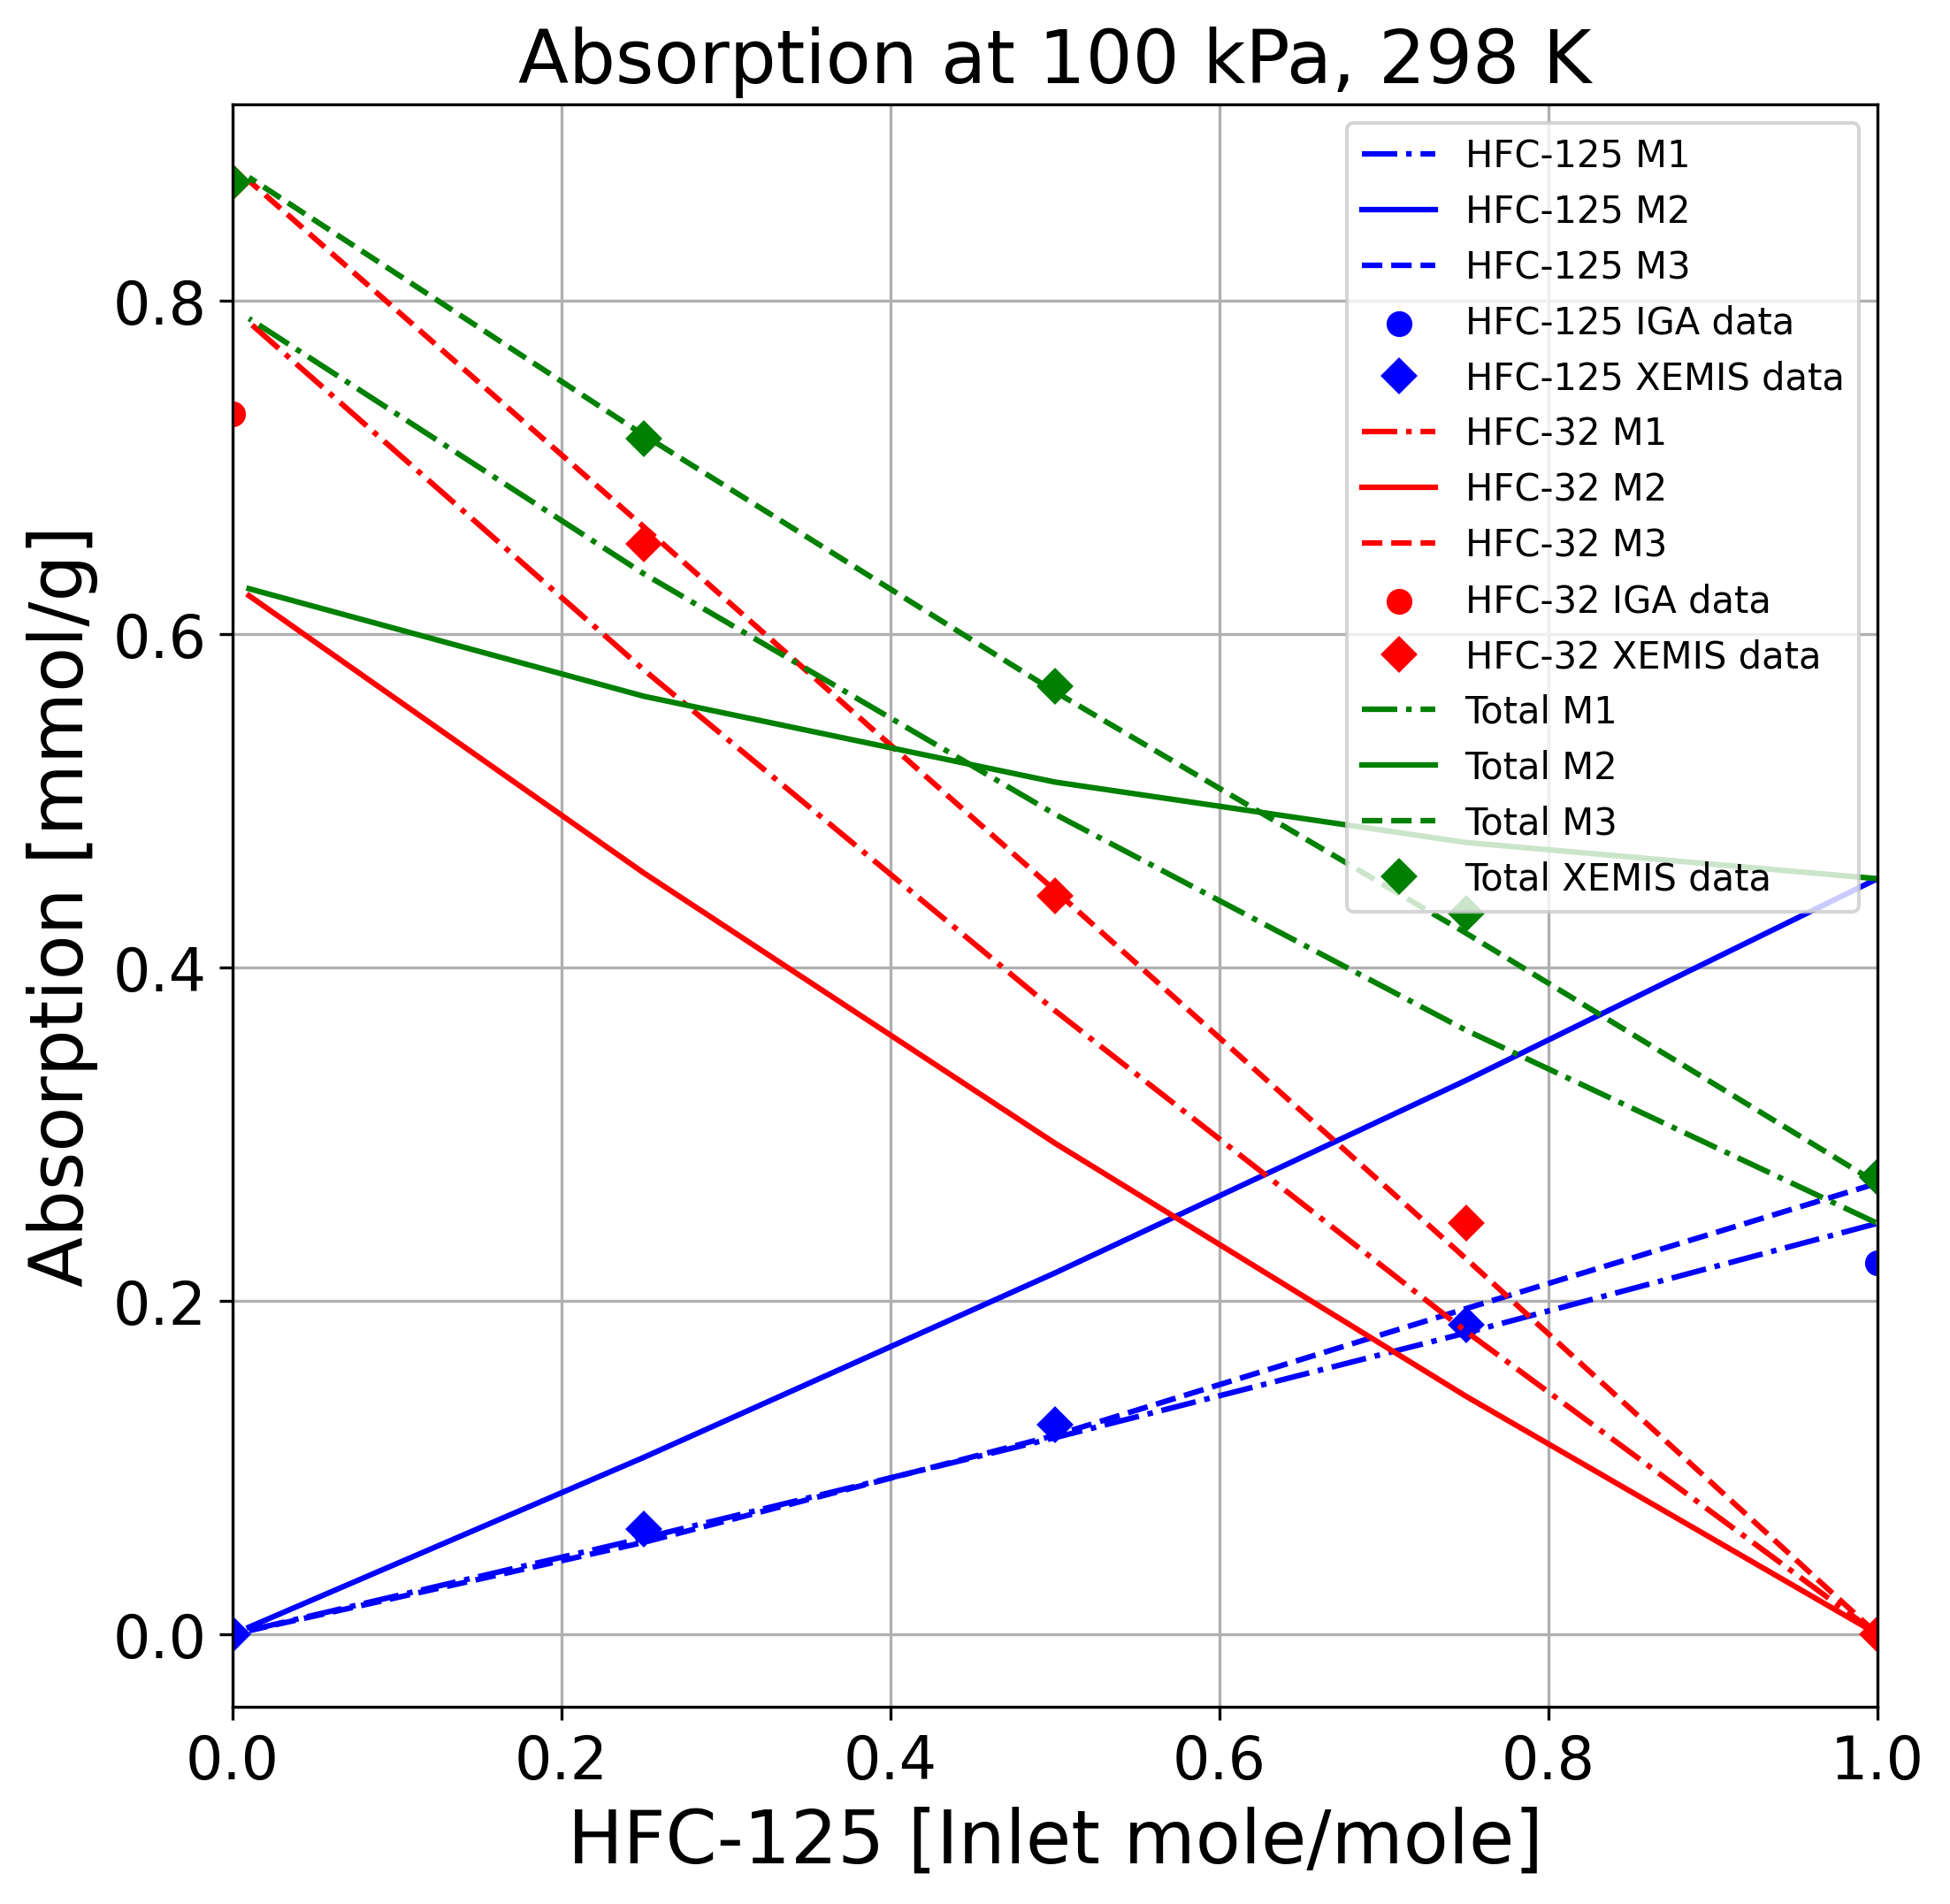 Absorption at 100 kPa, 298 K
HFC-125 M1
HFC-125 M2
HFC-125 M3
HFC-125 IGA data
HFC-125 XEMIS data
HFC-32 M1
HFC-32 M2
HFC-32 M3
HFC-32 IGA data
HFC-32 XEMIS data
Total M1
Total M2
Total M3
Total XEMIS data
Absorption [mmol/g]
0.8
0.6
0.4
0.2
0.0
0.0 0.2 0.4 0.6 0.8 1.0
HFC-125 [Inlet mole/mole]